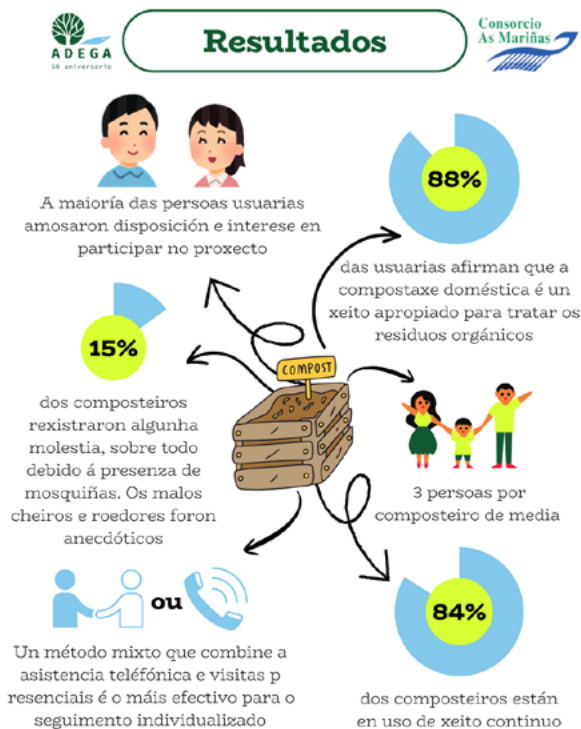 ADEGA
50 aniversario
Resultados
Consorcio
As Mariñas
A maioría das persoas usuarias
amosaron disposición e interese en
participar no proxecto
88%
das usuarias afirman que a
compostaxe doméstica é un
xeito apropiado para tratar os
residuos orgánicos
15%
dos composteiros
rexistraron algunha
molestia, sobre todo
debido á presenza de
mosquiñas. Os malos
cheiros e roedores foron
anecdóticos
COMPOST
3 persoas por
composteiro de media
ou
Un método mixto que combine a
asistencia teléfónica e visitas p
resenciais é o máis efectivo para o
seguimento individualizado
84%
dos composteiros están
en uso de xeito continuo